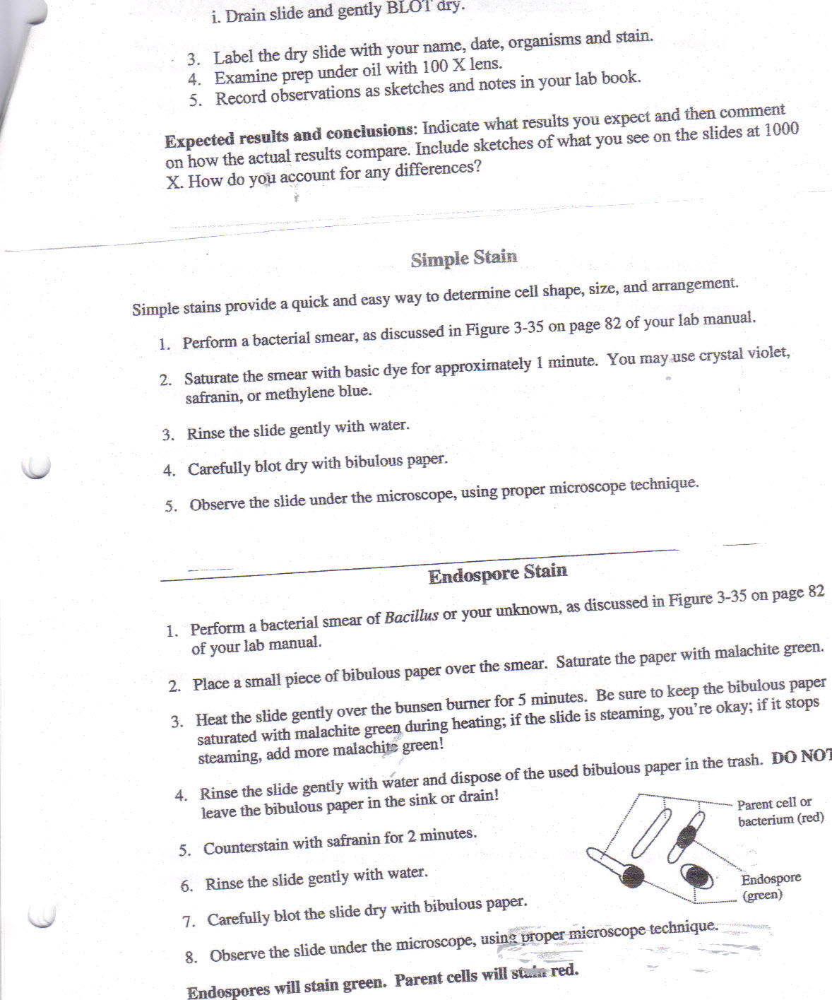 i. Drain slide and gently BLOT dry.
3. Label the dry slide with your name, date, organisms and stain.
4. Examine prep under oil with 100 X lens.
5. Record observations as sketches and notes in your lab book.
Expected results and conclusions: Indicate what results you expect and then comment
on how the actual results compare. Include sketches of what you see on the slides at 1000
X. How do you account for any differences?
Simple Stain
Simple stains provide a quick and easy way to determine cell shape, size, and arrangement.
1. Perform a bacterial smear, as discussed in Figure 3-35 on page 82 of your lab manual.
2. Saturate the smear with basic dye for approximately 1 minute. You may use crystal violet,
safranin, or methylene blue.
3. Rinse the slide gently with water.
4. Carefully blot dry with bibulous paper.
5. Observe the slide under the microscope, using proper microscope technique.
Endospore Stain
1. Perform a bacterial smear of Bacillus or your unknown, as discussed in Figure 3-35 on page 82
of your lab manual.
2. Place a small piece of bibulous paper over the smear. Saturate the paper with malachite green.
3. Heat the slide gently over the bunsen burner for 5 minutes. Be sure to keep the bibulous paper
saturated with malachite green during heating; if the slide is steaming, you're okay; if it stops
steaming, add more malachite green!
4. Rinse the slide gently with water and dispose of the used bibulous paper in the trash. DO NOT
leave the bibulous paper in the sink or drain!
5. Counterstain with safranin for 2 minutes.
6. Rinse the slide gently with water.
7. Carefully blot the slide dry with bibulous paper.
8. Observe the slide under the microscope, using proper microscope technique.
Parent cell or
bacterium (red)
Endospore
(green)
Endospores will stain green. Parent cells will stain red.